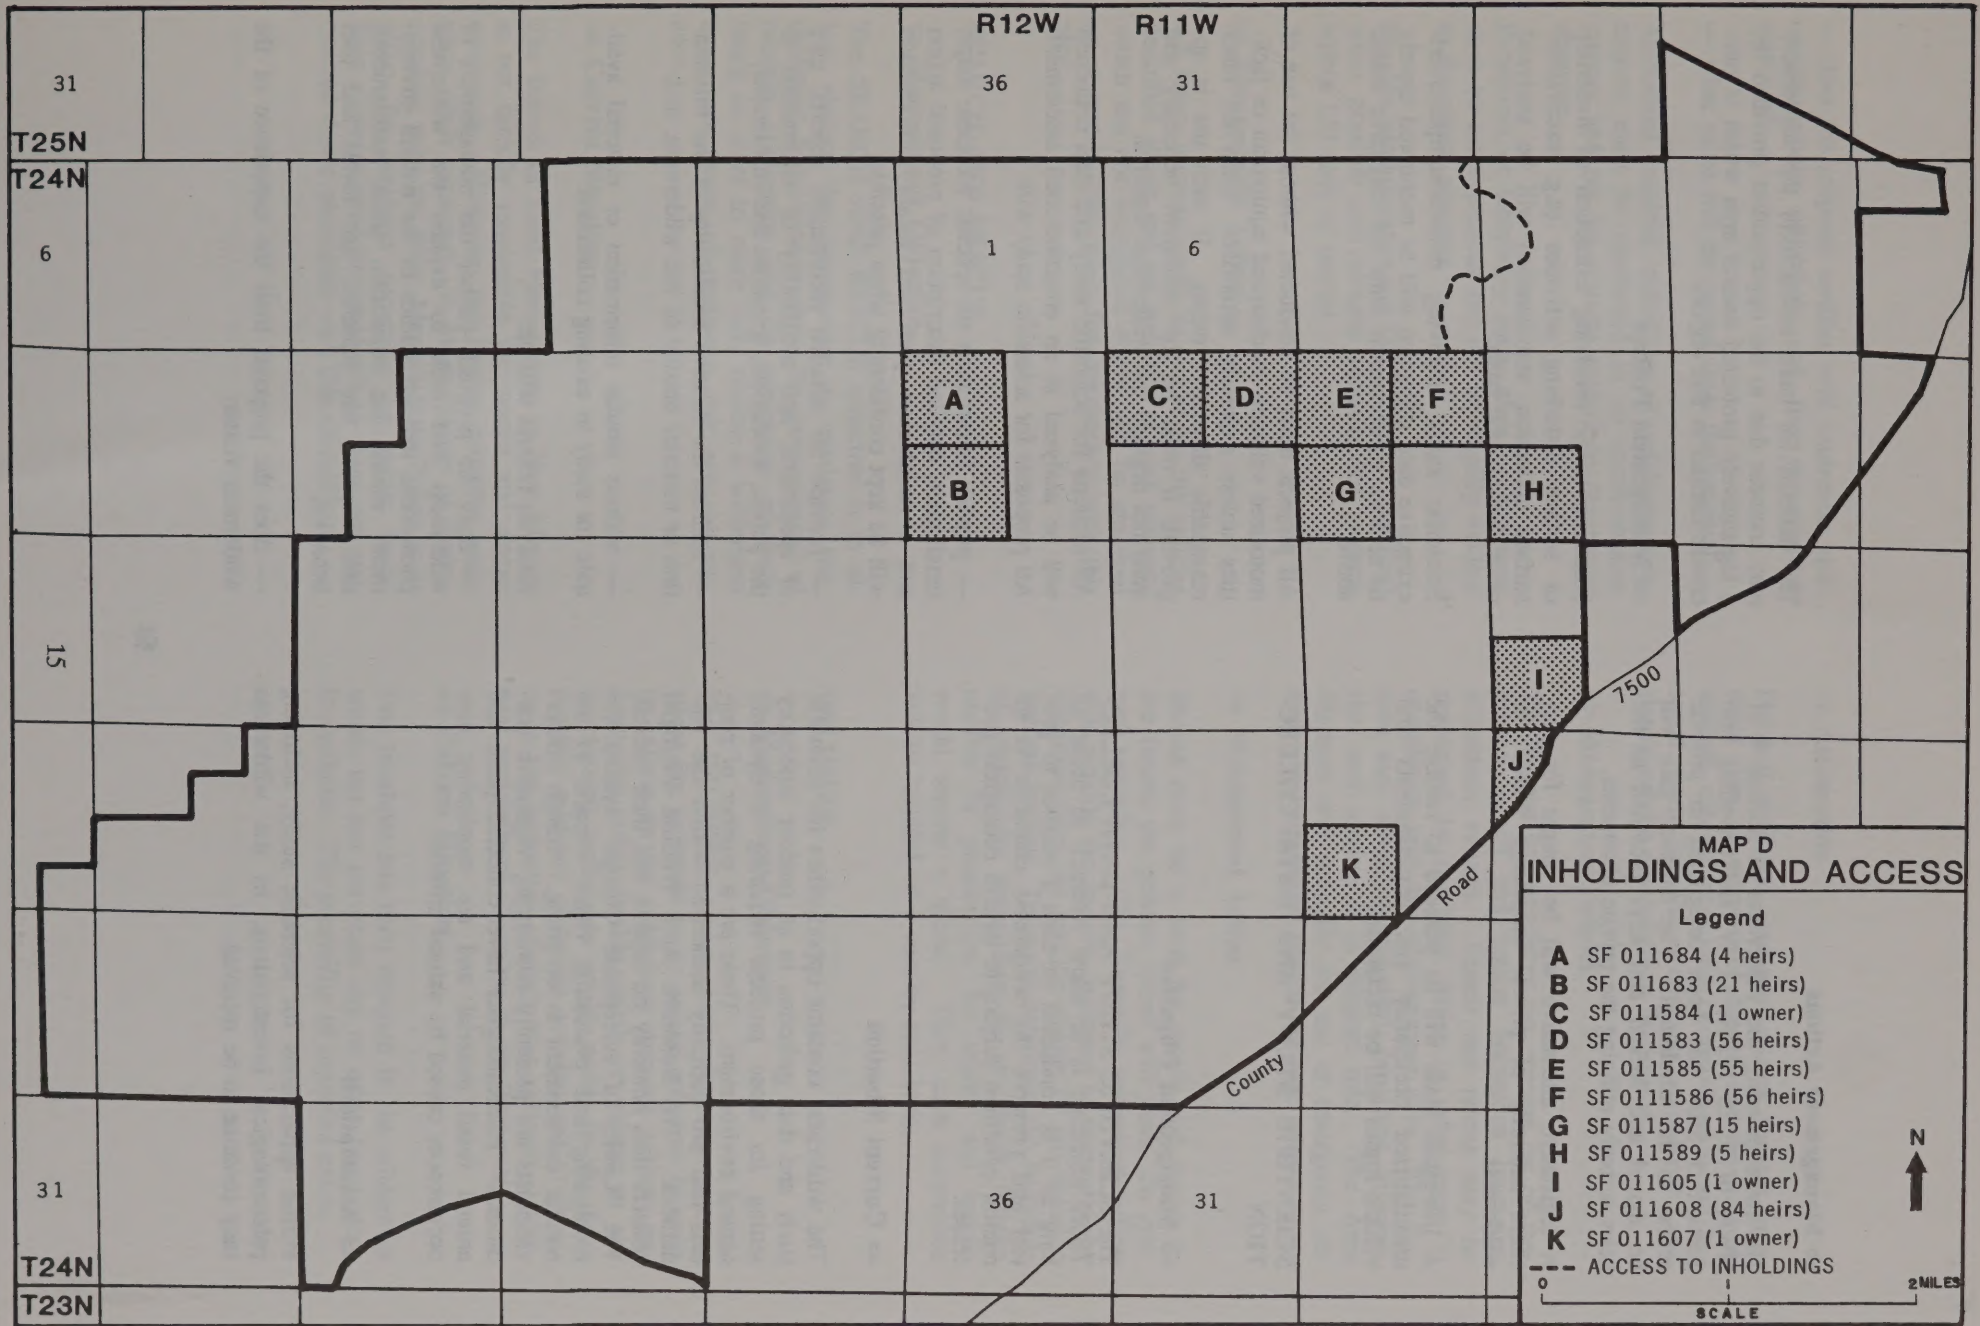 R12W R11W
31 36 31
T25N
T24N
6 1 6
A C D E F
B G H
15
I
7500
J
K
Road
County
31 36 31
T24N
T23N
MAP D
INHOLDINGS AND ACCESS
Legend
A SF 011684 (4 heirs)
B SF 011683 (21 heirs)
C SF 011584 (1 owner)
D SF 011583 (56 heirs)
E SF 011585 (55 heirs)
F SF 0111586 (56 heirs)
G SF 011587 (15 heirs)
H SF 011589 (5 heirs)
I SF 011605 (1 owner)
J SF 011608 (84 heirs)
K SF 011607 (1 owner)
--- ACCESS TO INHOLDINGS
N
0 1 2 MILES
SCALE